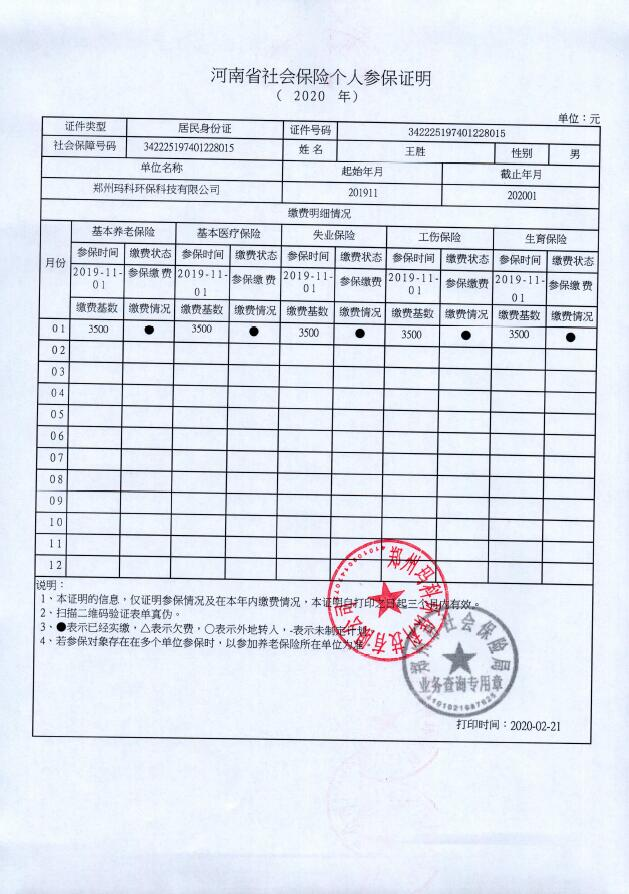 河南省社会保险个人参保证明
（ 2020 年）
单位：元
证件类型 居民身份证 证件号码 342225197401228015
社会保障号码 342225197401228015 姓名 王胜 性别 男
单位名称 起始年月 截止年月
郑州玛科环保科技有限公司 201911 202001
缴费明细情况
月份 基本养老保险 基本医疗保险 失业保险 工伤保险 生育保险
参保时间 缴费状态 参保时间 缴费状态 参保时间 缴费状态 参保时间 缴费状态 参保时间 缴费状态
2019-11-01 参保缴费 2019-11-01 参保缴费 2019-11-01 参保缴费 2019-11-01 参保缴费 2019-11-01 参保缴费
缴费基数 缴费情况 缴费基数 缴费情况 缴费基数 缴费情况 缴费基数 缴费情况 缴费基数 缴费情况
01 3500 ● 3500 ● 3500 ● 3500 ● 3500 ●
02
03
04
05
06
07
08
09
10
11
12
说明：
1、本证明的信息，仅证明参保情况及在本年内缴费情况，本证明自打印之日起三个月内有效。
2、扫描二维码验证表单真伪。
3、●表示已经实缴，△表示欠费，○表示外地转入，-表示未制定计划。
4、若参保对象存在在多个单位参保时，以参加养老保险所在单位为准。
郑州玛科环保科技有限公司
郑州市社会保险局
业务查询专用章
打印时间：2020-02-21